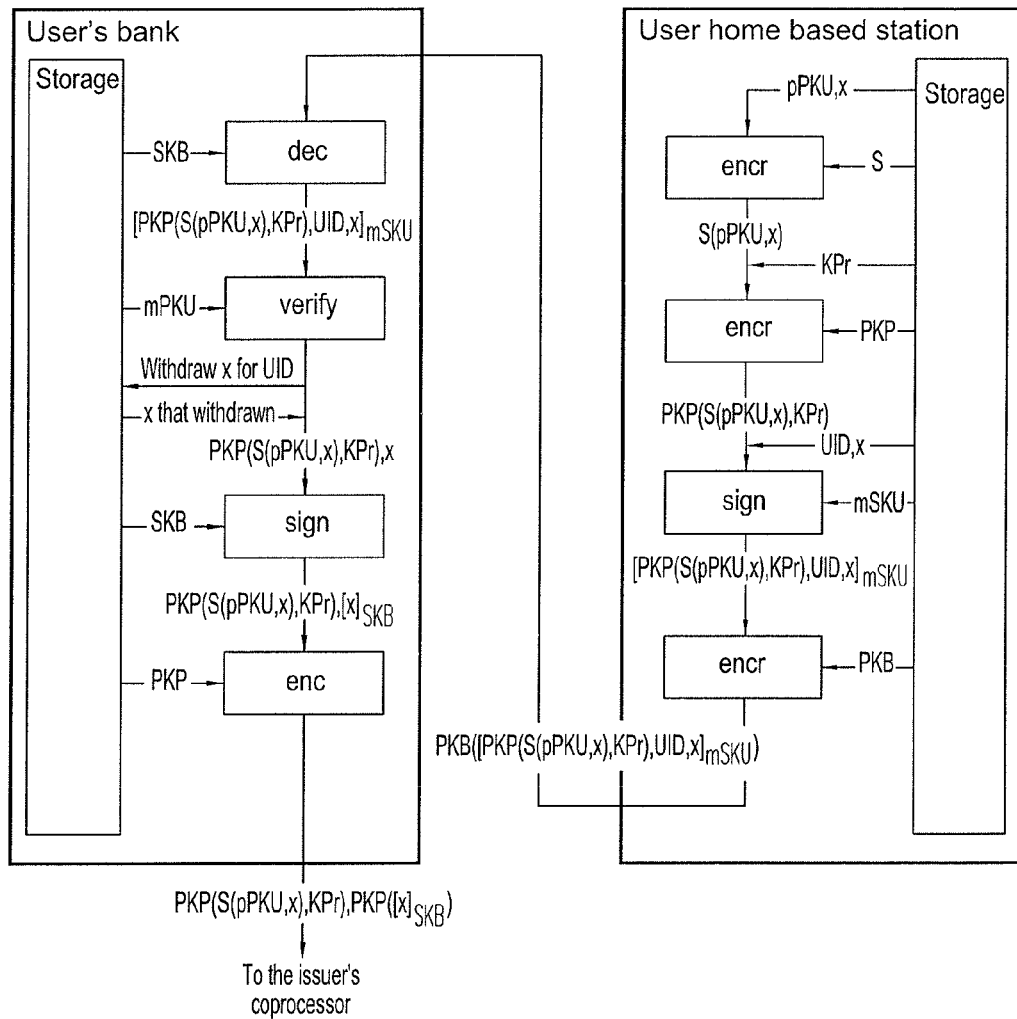 User's bank
Storage
dec
SKB
[PKP(S(pPKU,x),KPr),UID,x]mSKU
mPKU
verify
Withdraw x for UID
x that withdrawn
PKP(S(pPKU,x),KPr),x
SKB
sign
PKP(S(pPKU,x),KPr),[x]SKB
PKP
enc
PKP(S(pPKU,x),KPr),PKP([x]SKB)
To the issuer's
coprocessor
User home based station
Storage
pPKU,x
encr
S
S(pPKU,x)
KPr
encr
PKP
PKP(S(pPKU,x),KPr)
UID,x
sign
mSKU
[PKP(S(pPKU,x),KPr),UID,x]mSKU
encr
PKB
PKB([PKP(S(pPKU,x),KPr),UID,x]mSKU)